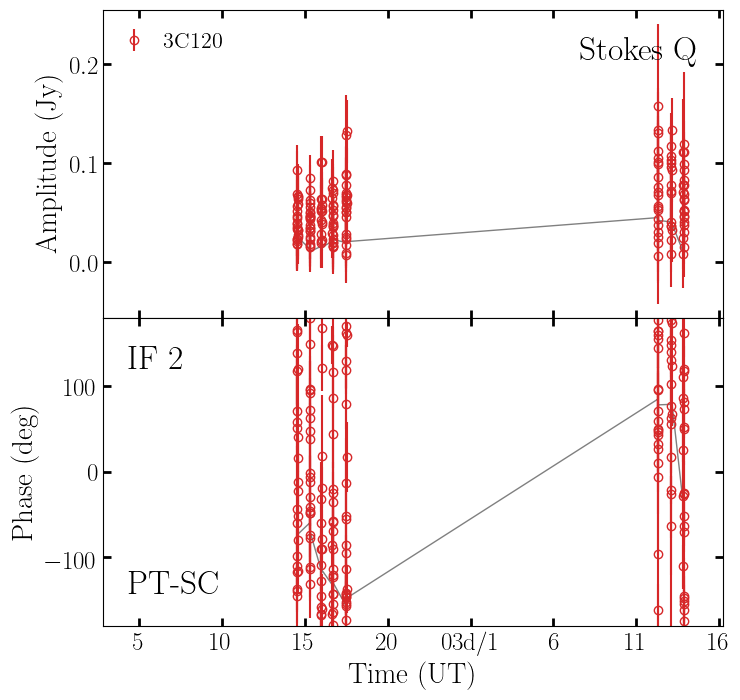 3C120
Stokes Q
Amplitude (Jy)
0.2
0.1
0.0
IF 2
PT-SC
Phase (deg)
100
0
−100
5 10 15 20 03d/1 6 11 16
Time (UT)